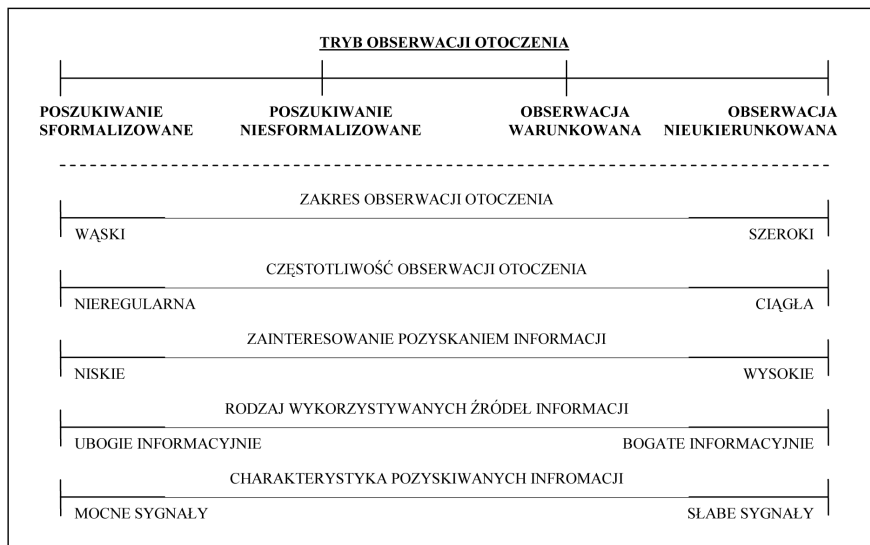 TRYB OBSERWACJI OTOCZENIA
POSZUKIWANIE SFORMALIZOWANE
POSZUKIWANIE NIESFORMALIZOWANE
OBSERWACJA WARUNKOWANA
OBSERWACJA NIEUKIERUNKOWANA
ZAKRES OBSERWACJI OTOCZENIA
WĄSKI SZEROKI
CZĘSTOTLIWOŚĆ OBSERWACJI OTOCZENIA
NIEREGULARNA CIĄGŁA
ZAINTERESOWANIE POZYSKANIEM INFORMACJI
NISKIE WYSOKIE
RODZAJ WYKORZYSTYWANYCH ŹRÓDEŁ INFORMACJI
UBOGIE INFORMACYJNIE BOGATE INFORMACYJNIE
CHARAKTERYSTYKA POZYSKIWANYCH INFROMACJI
MOCNE SYGNAŁY SŁABE SYGNAŁY